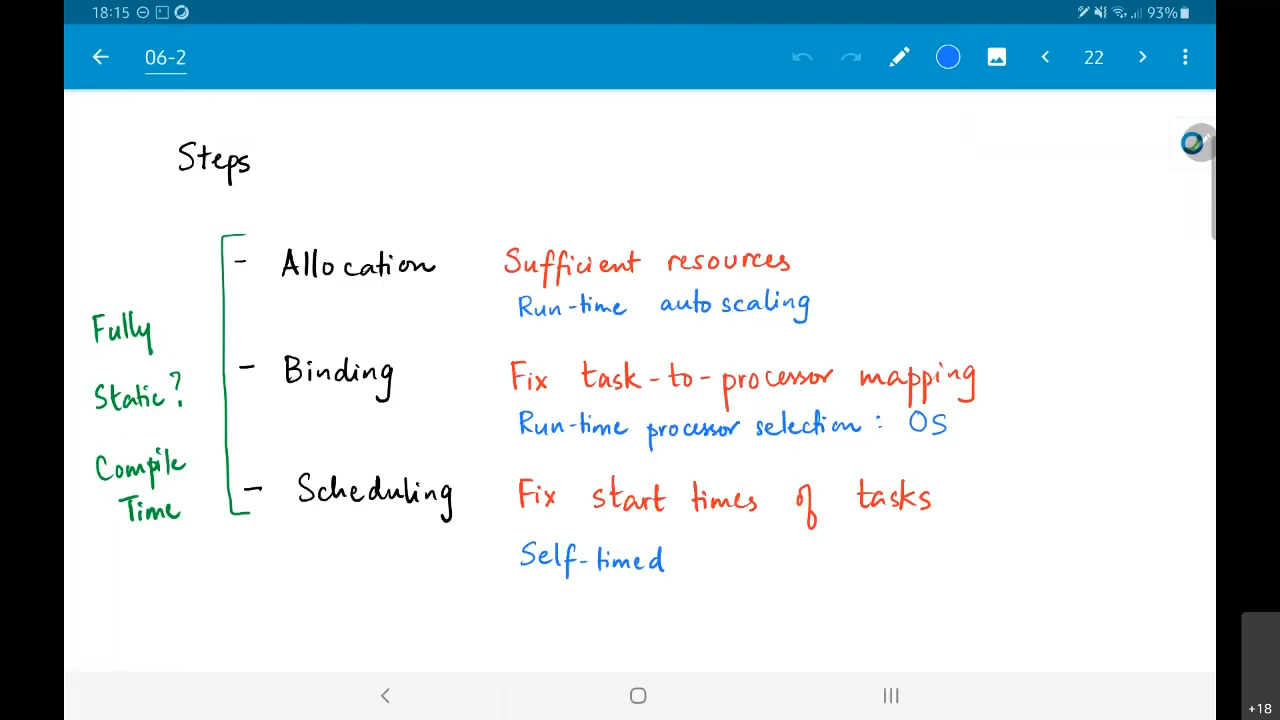 18:15 93%
06-2 22
Steps
- Allocation Sufficient resources
Run-time auto scaling
Fully
- Binding Fix task-to-processor mapping
Static?
Run-time processor selection : OS
Compile
- Scheduling Fix start times of tasks
Time
Self-timed
+18